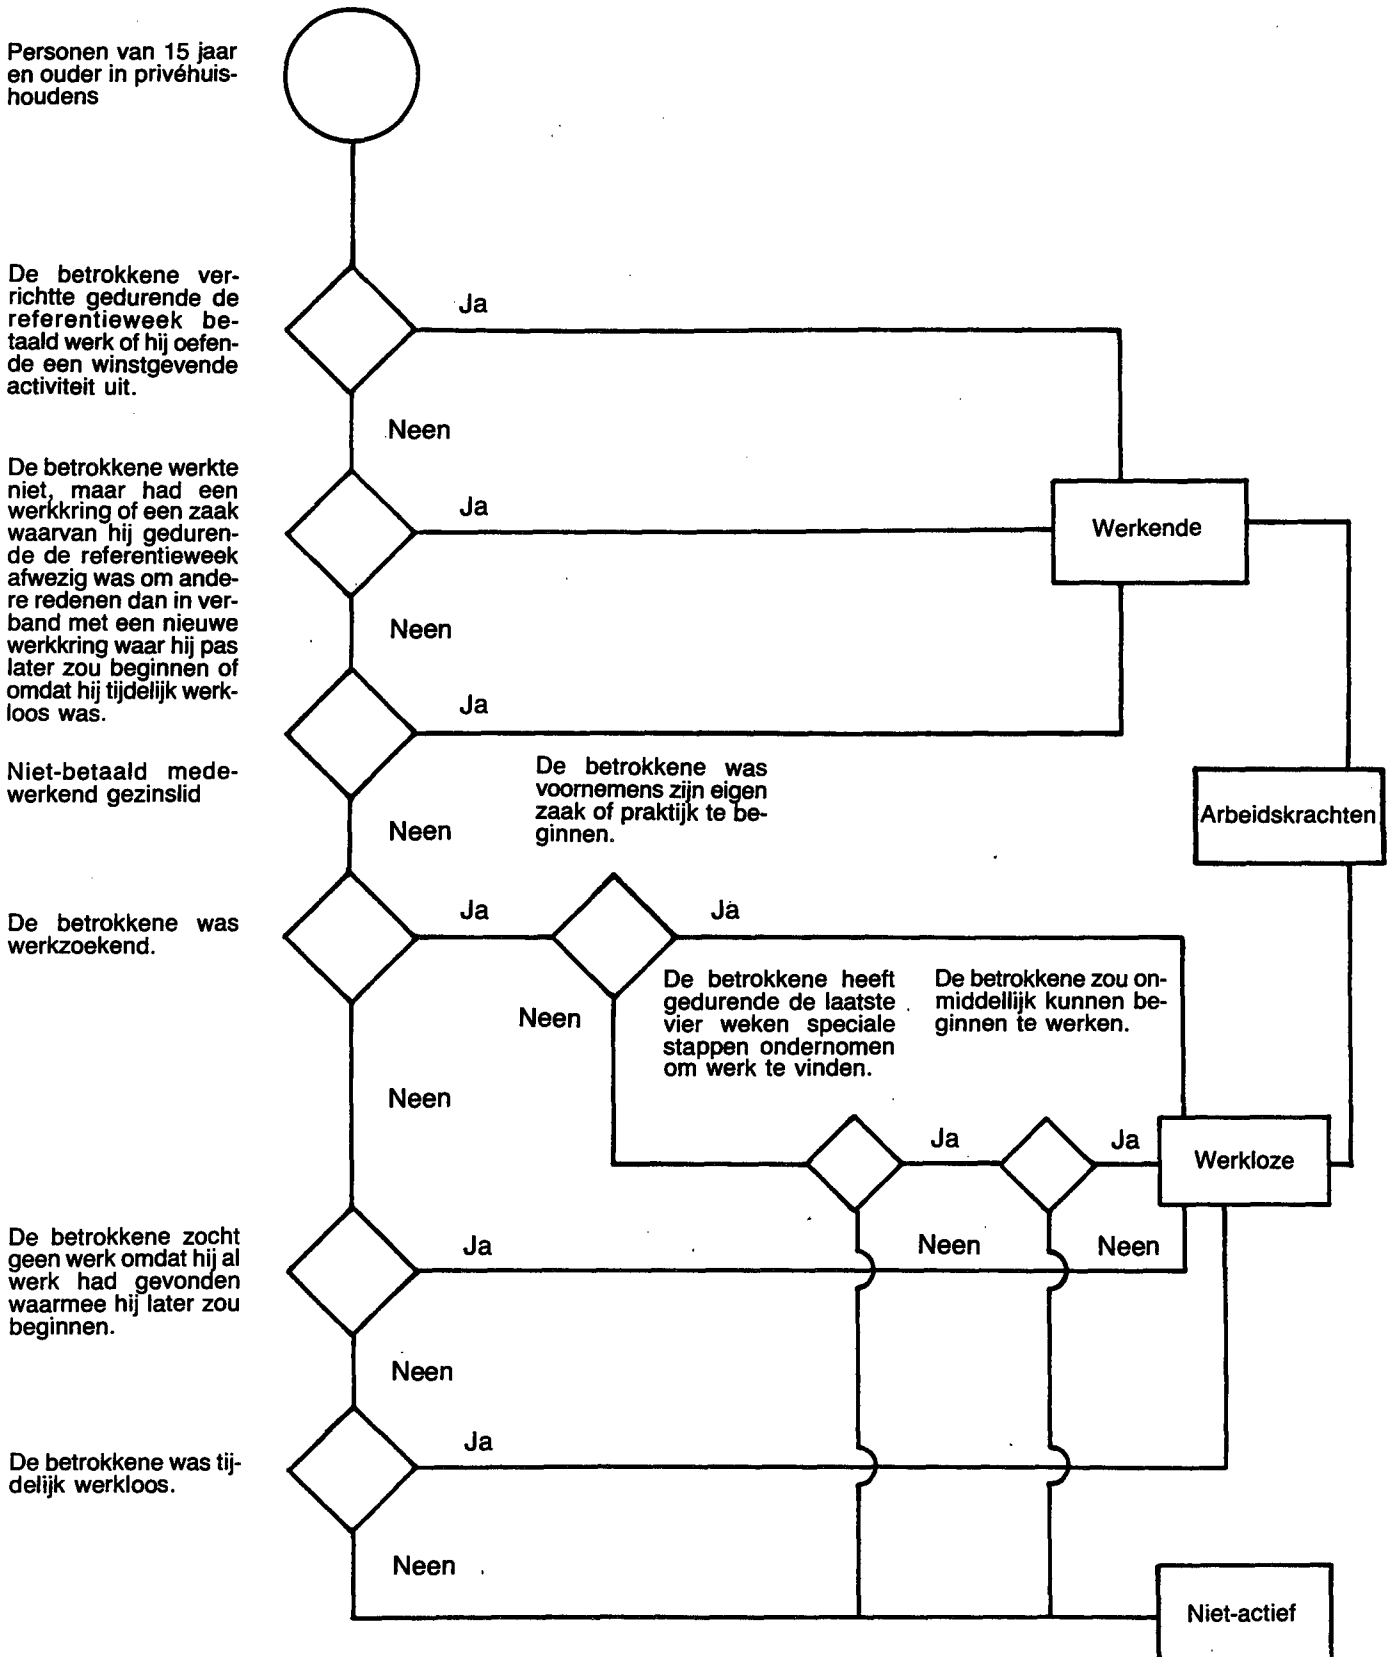 Personen van 15 jaar
en ouder in privéhuis-
houdens
De betrokkene ver-
richtte gedurende de
referentieweek be-
taald werk of hij oefen-
de een winstgevende
activiteit uit.
Ja
Neen
De betrokkene werkte
niet, maar had een
werkkring of een zaak
waarvan hij geduren-
de de referentieweek
afwezig was om ande-
re redenen dan in ver-
band met een nieuwe
werkkring waar hij pas
later zou beginnen of
omdat hij tijdelijk werk-
loos was.
Ja
Werkende
Neen
Niet-betaald mede-
werkend gezinslid
Ja
Neen
De betrokkene was
voornemens zijn eigen
zaak of praktijk te be-
ginnen.
Arbeidskrachten
De betrokkene was
werkzoekend.
Ja
Ja
Neen
De betrokkene heeft
gedurende de laatste
vier weken speciale
stappen ondernomen
om werk te vinden.
De betrokkene zou on-
middellijk kunnen be-
ginnen te werken.
Neen
Ja
Ja
Werkloze
De betrokkene zocht
geen werk omdat hij al
werk had gevonden
waarmee hij later zou
beginnen.
Ja
Neen
Neen
Neen
De betrokkene was tij-
delijk werkloos.
Ja
Neen
Niet-actief